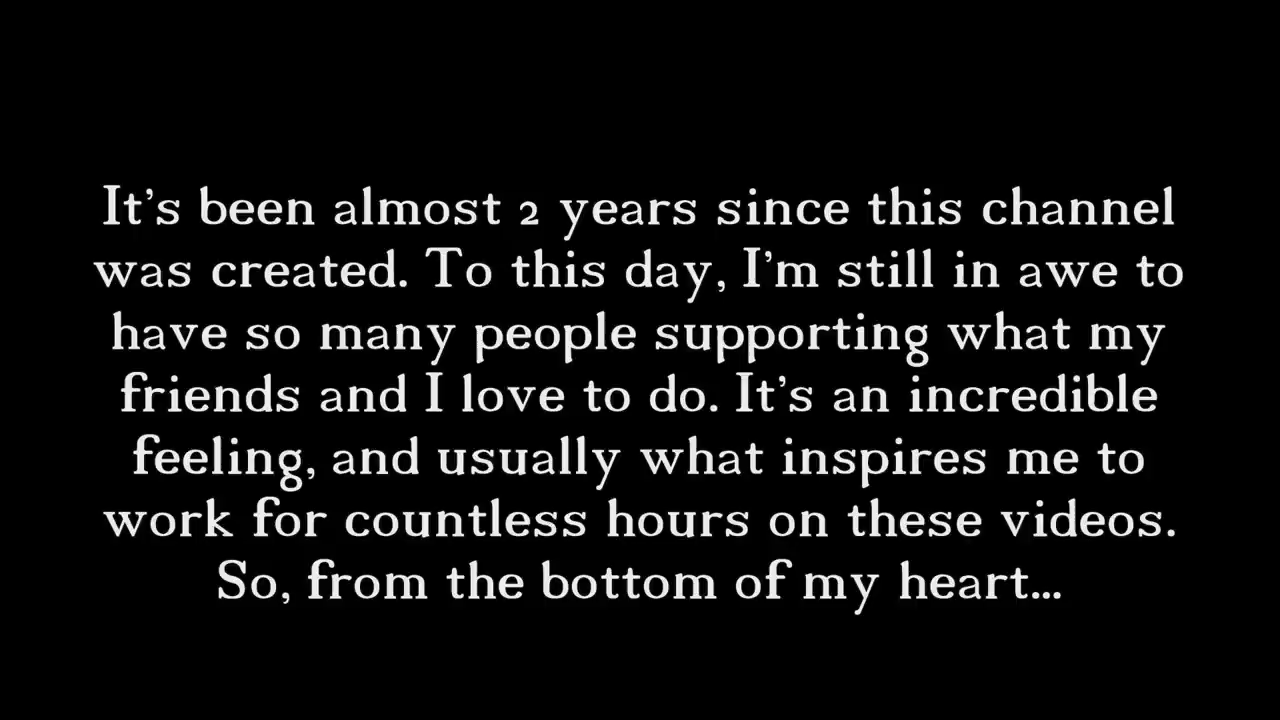 It's been almost 2 years since this channel
was created. To this day, I'm still in awe to
have so many people supporting what my
friends and I love to do. It's an incredible
feeling, and usually what inspires me to
work for countless hours on these videos.
So, from the bottom of my heart...